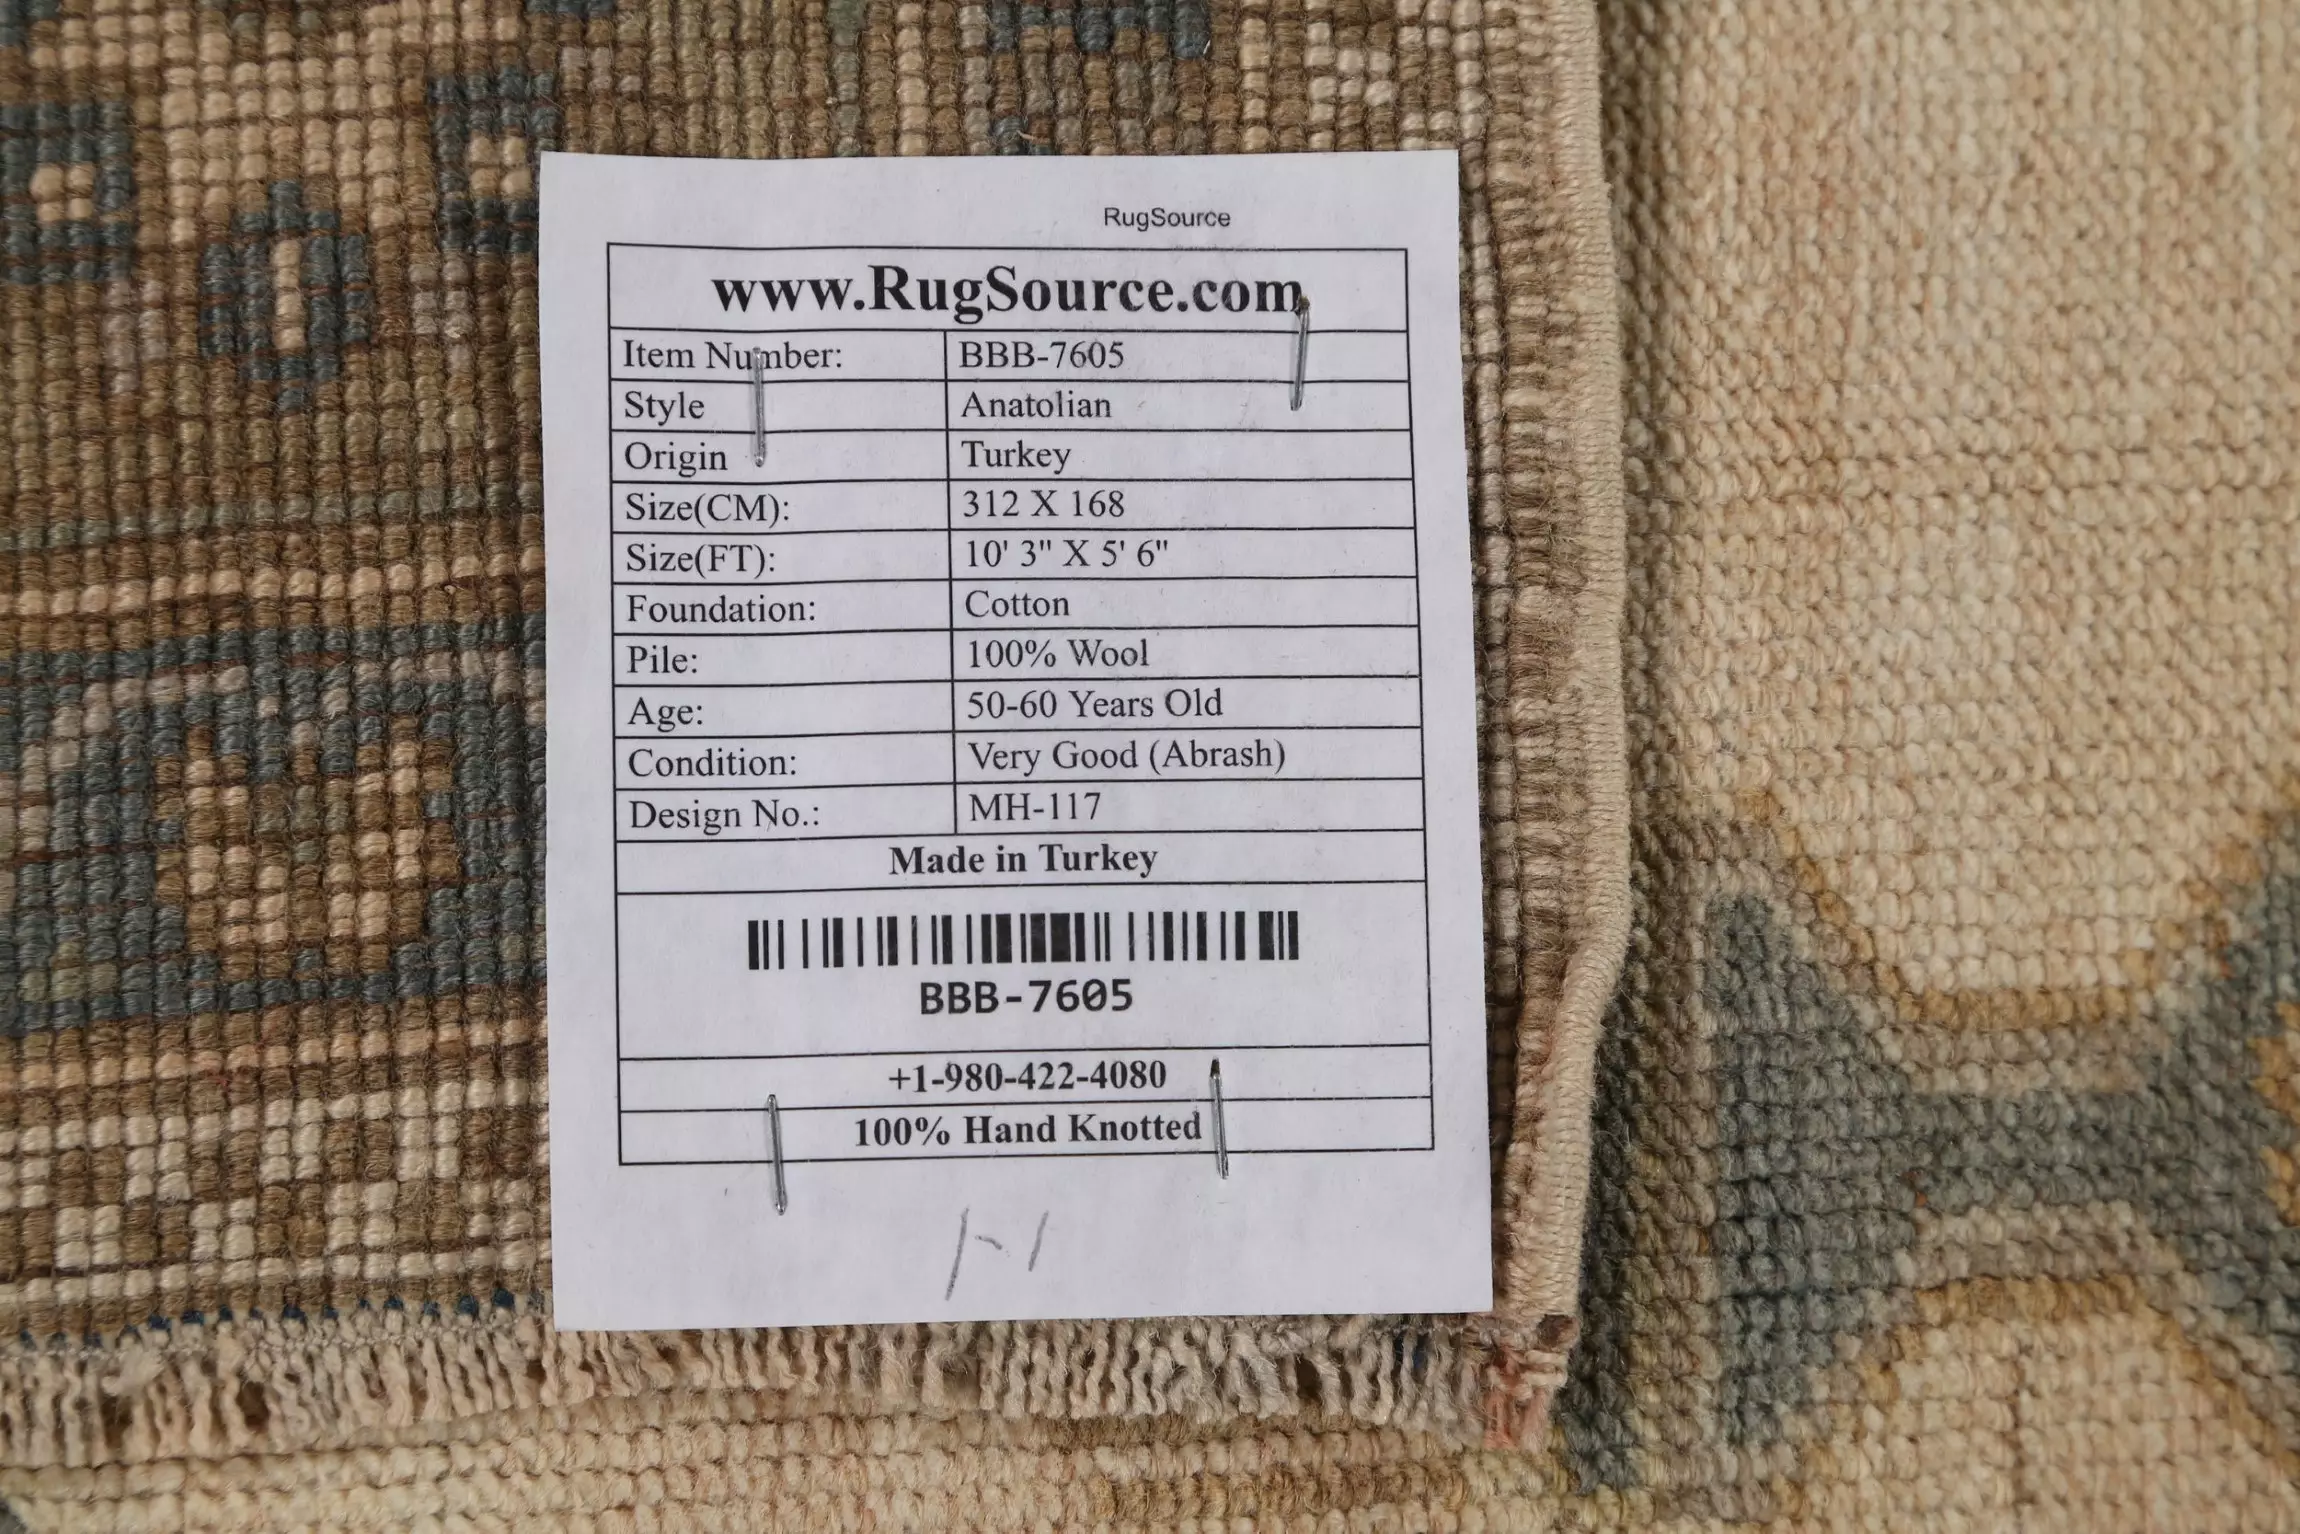 RugSource
www.RugSource.com
Item Number: BBB-7605
Style Anatolian
Origin Turkey
Size(CM): 312 X 168
Size(FT): 10' 3" X 5' 6"
Foundation: Cotton
Pile: 100% Wool
Age: 50-60 Years Old
Condition: Very Good (Abrash)
Design No.: MH-117
Made in Turkey
BBB-7605
+1-980-422-4080
100% Hand Knotted